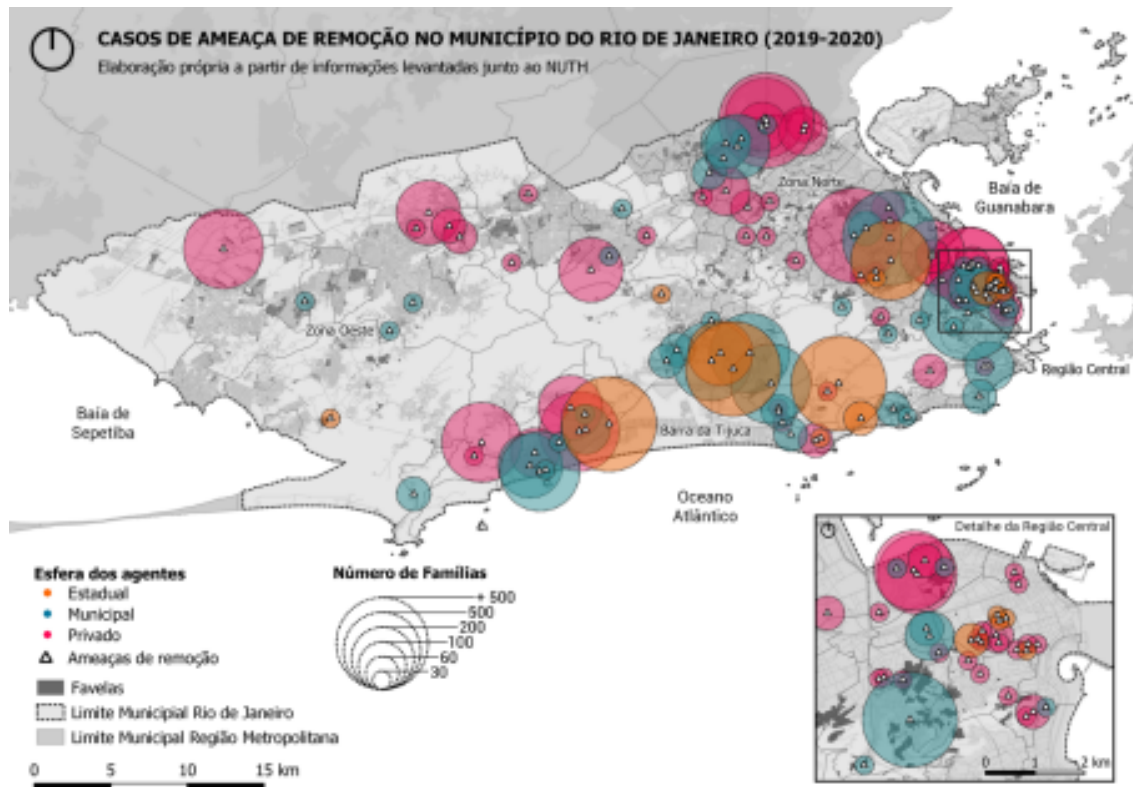 CASOS DE AMEAÇA DE REMOÇÃO NO MUNICÍPIO DO RIO DE JANEIRO (2019-2020)
Elaboração própria a partir de informações levantadas junto ao NUTH
Zona Norte
Baía de
Guanabara
Zona Oeste
Região Central
Baía de
Sepetiba
Barra da Tijuca
Oceano
Atlântico
Detalhe da Região Central
Esfera dos agentes
Estadual
Municipal
Privado
Ameaças de remoção
Favelas
Limite Municipial Rio de Janeiro
Limite Municipal Região Metropolitana
0 5 10 15 km
Número de Famílias
+ 500
500
200
100
60
30
0 1 2 km